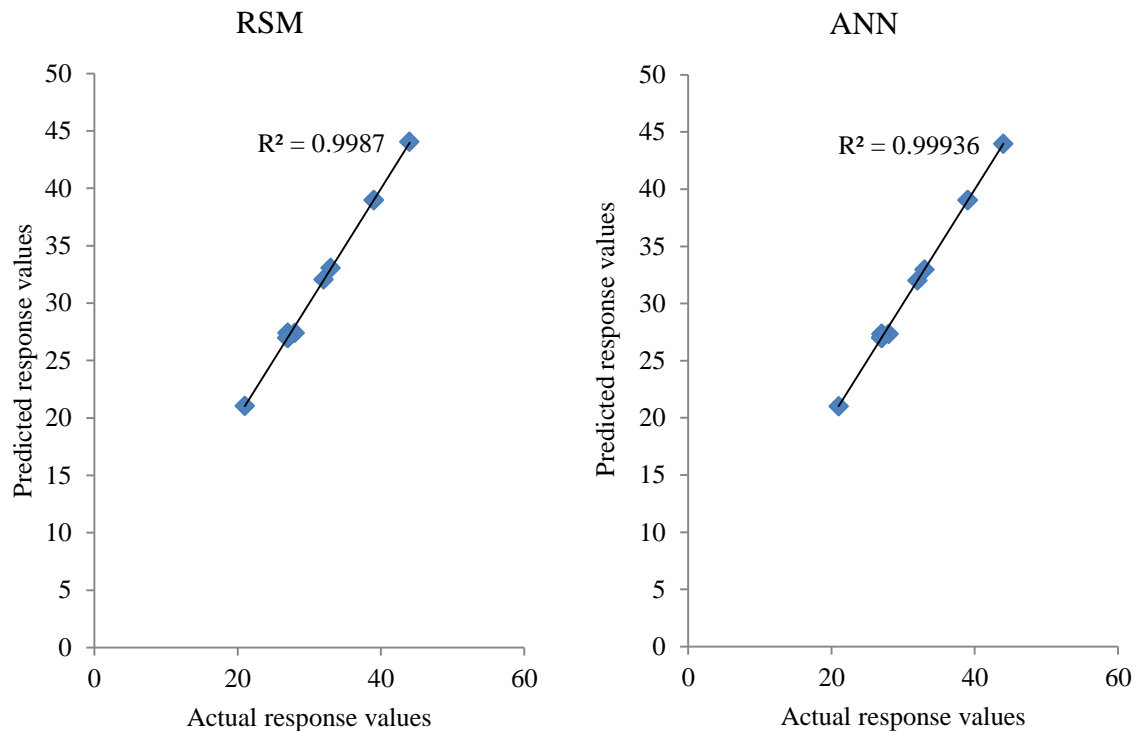 RSM
50
45
40
35
30
25
20
15
10
5
0
0 20 40 60
R² = 0.9987
Predicted response values
Actual response values
ANN
50
45
40
35
30
25
20
15
10
5
0
0 20 40 60
R² = 0.99936
Predicted response values
Actual response values